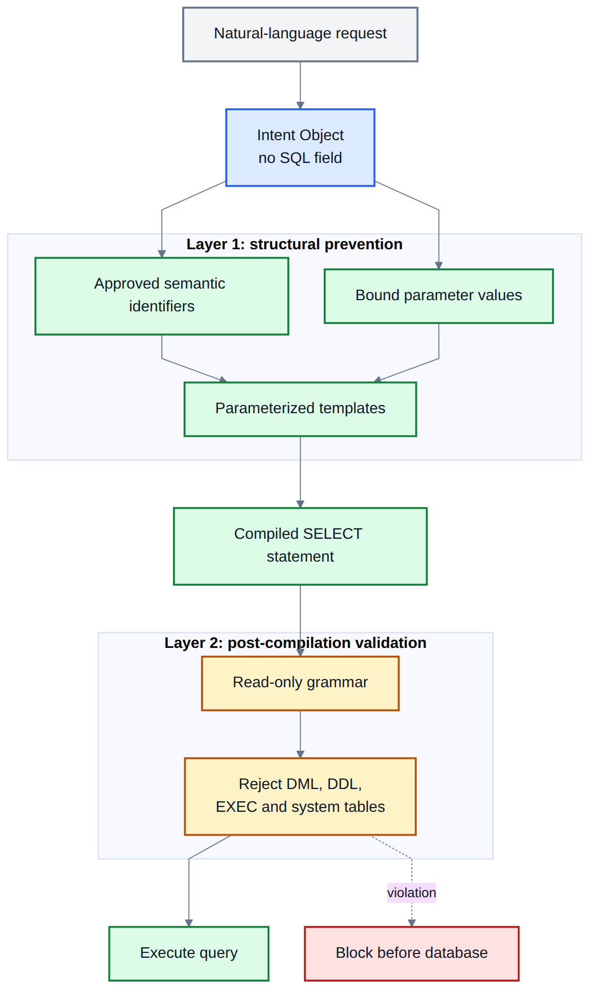 Natural-language request
Intent Object
no SQL field
Layer 1: structural prevention
Approved semantic
identifiers
Bound parameter values
Parameterized templates
Compiled SELECT
statement
Layer 2: post-compilation validation
Read-only grammar
Reject DML, DDL,
EXEC and system tables
violation
Execute query
Block before database